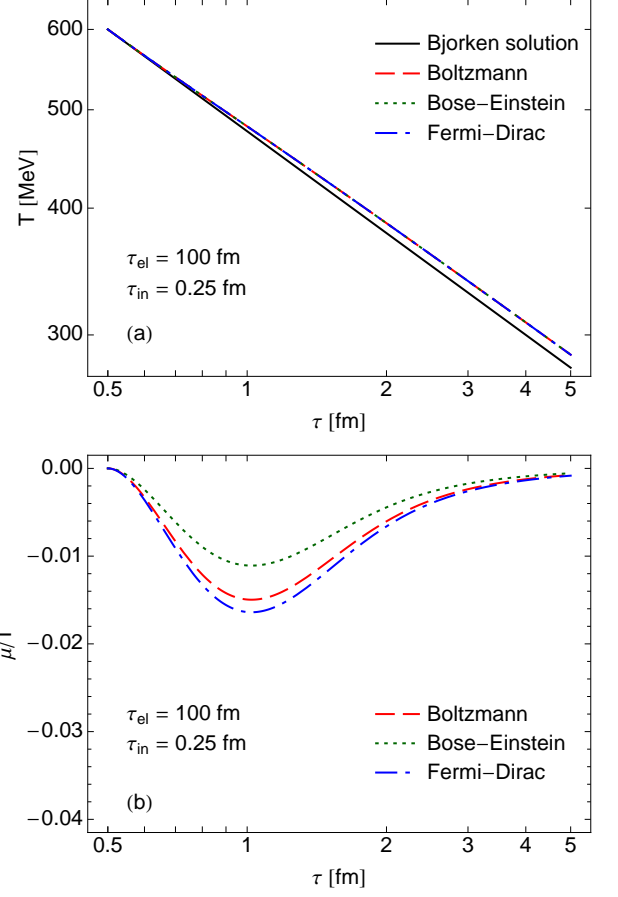 600
500
400
300
T [MeV]
Bjorken solution
Boltzmann
Bose−Einstein
Fermi−Dirac
τel = 100 fm
τin = 0.25 fm
(a)
0.5 1 2 3 4 5
τ [fm]
0.00
−0.01
−0.02
−0.03
−0.04
μ/T
τel = 100 fm
τin = 0.25 fm
(b)
Boltzmann
Bose−Einstein
Fermi−Dirac
0.5 1 2 3 4 5
τ [fm]